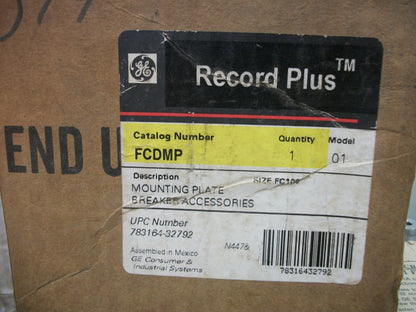 GE
Record Plus™
Catalog Number Quantity Model
FCDMP 1 01
Description SIZE FC100
MOUNTING PLATE
BREAKER ACCESSORIES
UPC Number
783164-32792
Assembled in Mexico
GE Consumer &
Industrial Systems
78316432792
END